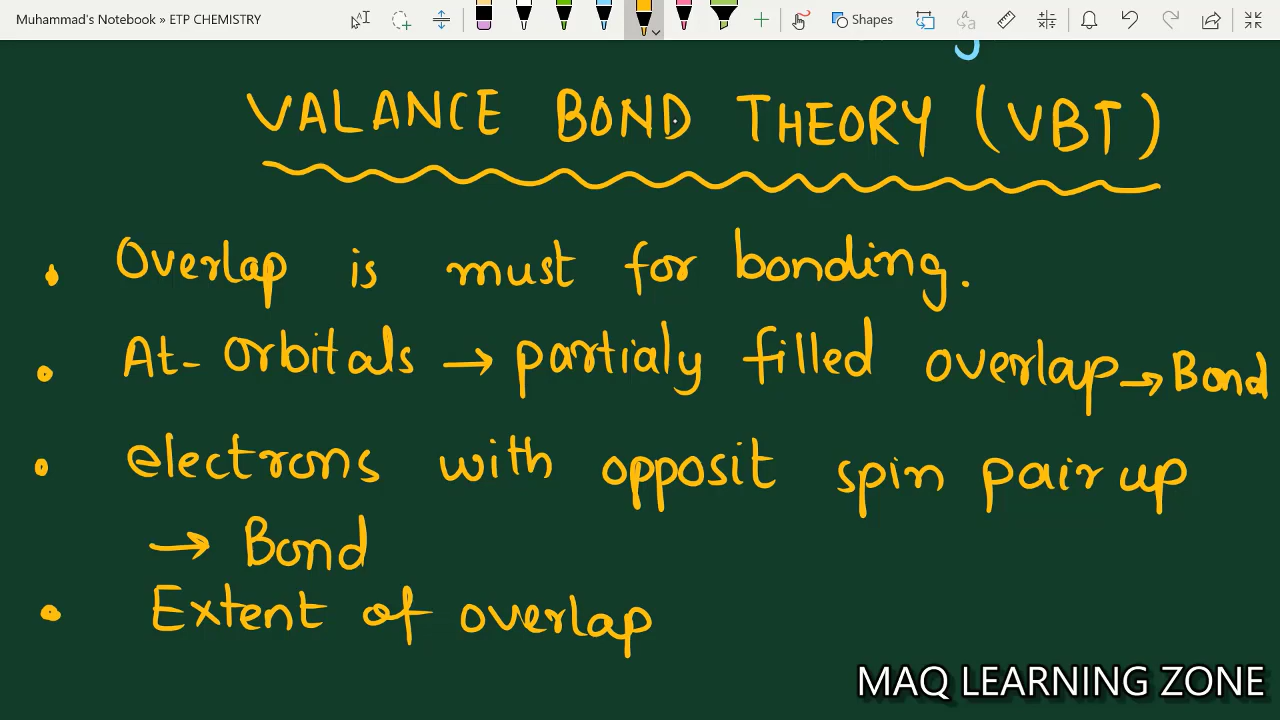 Muhammad's Notebook » ETP CHEMISTRY
Shapes
VALANCE BOND THEORY (VBT)
• Overlap is must for bonding.
• At- orbitals → partialy filled overlap → Bond
• electrons with opposit spin pair up
→ Bond
• Extent of overlap
MAQ LEARNING ZONE